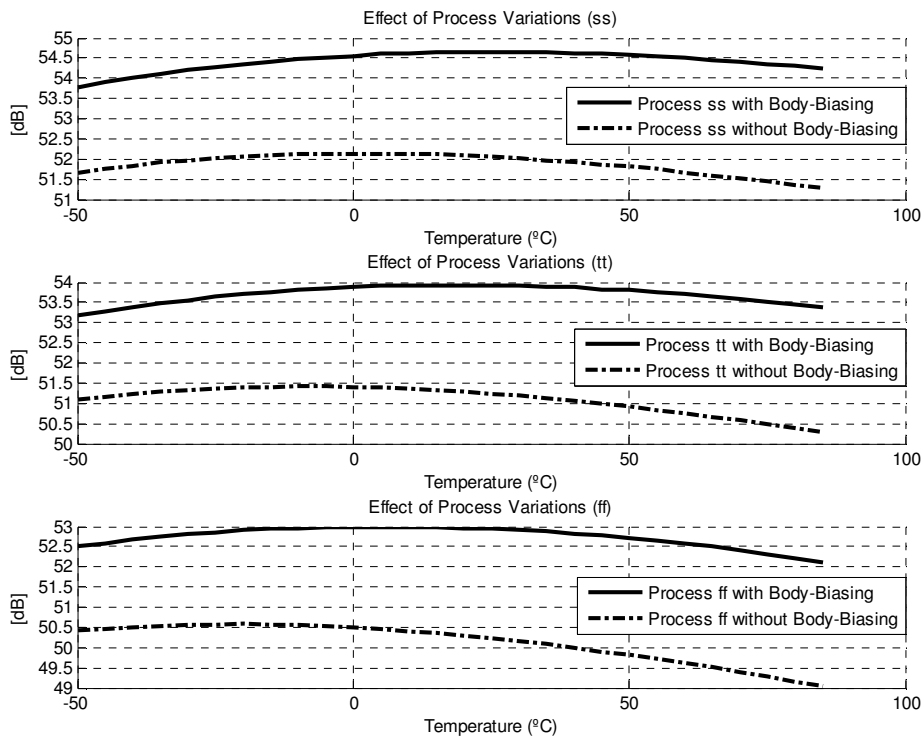 Effect of Process Variations (ss)
55
54.5
54
53.5
53
52.5
52
51.5
51
[dB]
Process ss with Body-Biasing
Process ss without Body-Biasing
-50
0
50
100
Temperature (ºC)
Effect of Process Variations (tt)
54
53.5
53
52.5
52
51.5
51
50.5
50
[dB]
Process tt with Body-Biasing
Process tt without Body-Biasing
-50
0
50
100
Temperature (ºC)
Effect of Process Variations (ff)
53
52.5
52
51.5
51
50.5
50
49.5
49
[dB]
Process ff with Body-Biasing
Process ff without Body-Biasing
-50
0
50
100
Temperature (ºC)